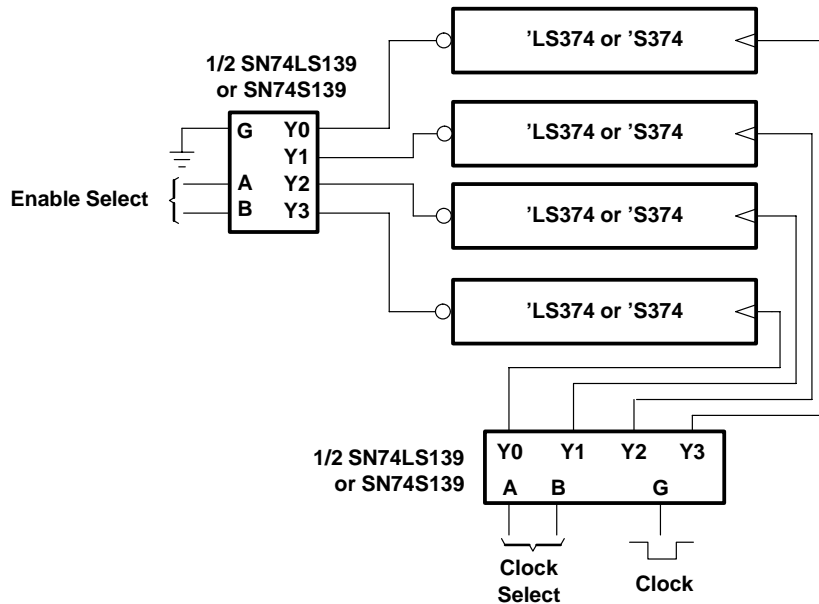 'LS374 or 'S374
1/2 SN74LS139
or SN74S139
G Y0
Y1
A Y2
B Y3
Enable Select
'LS374 or 'S374
'LS374 or 'S374
'LS374 or 'S374
1/2 SN74LS139
or SN74S139
Y0 Y1 Y2 Y3
A B G
Clock
Select
Clock